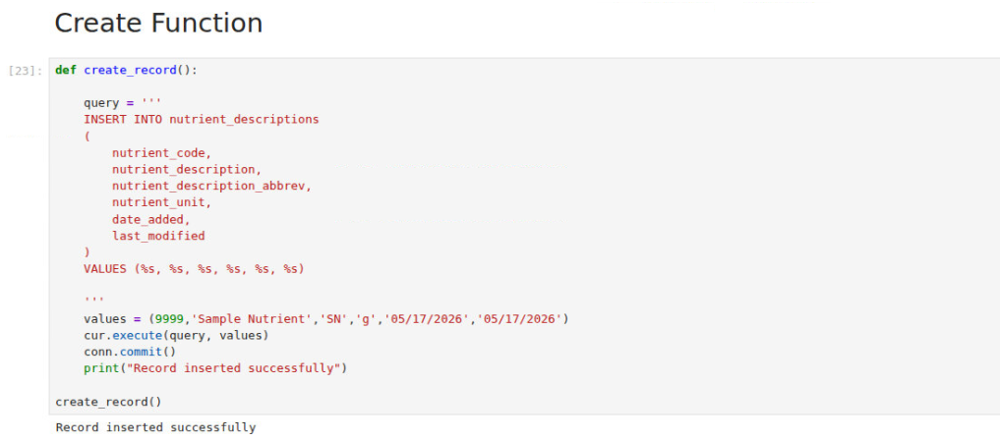 Create Function
[23]: def create_record():
query = '''
INSERT INTO nutrient_descriptions
(
nutrient_code,
nutrient_description,
nutrient_description_abbrev,
nutrient_unit,
date_added,
last_modified
)
VALUES (%s, %s, %s, %s, %s, %s)
'''
values = (9999,'Sample Nutrient','SN','g','05/17/2026','05/17/2026')
cur.execute(query, values)
conn.commit()
print("Record inserted successfully")
create_record()
Record inserted successfully